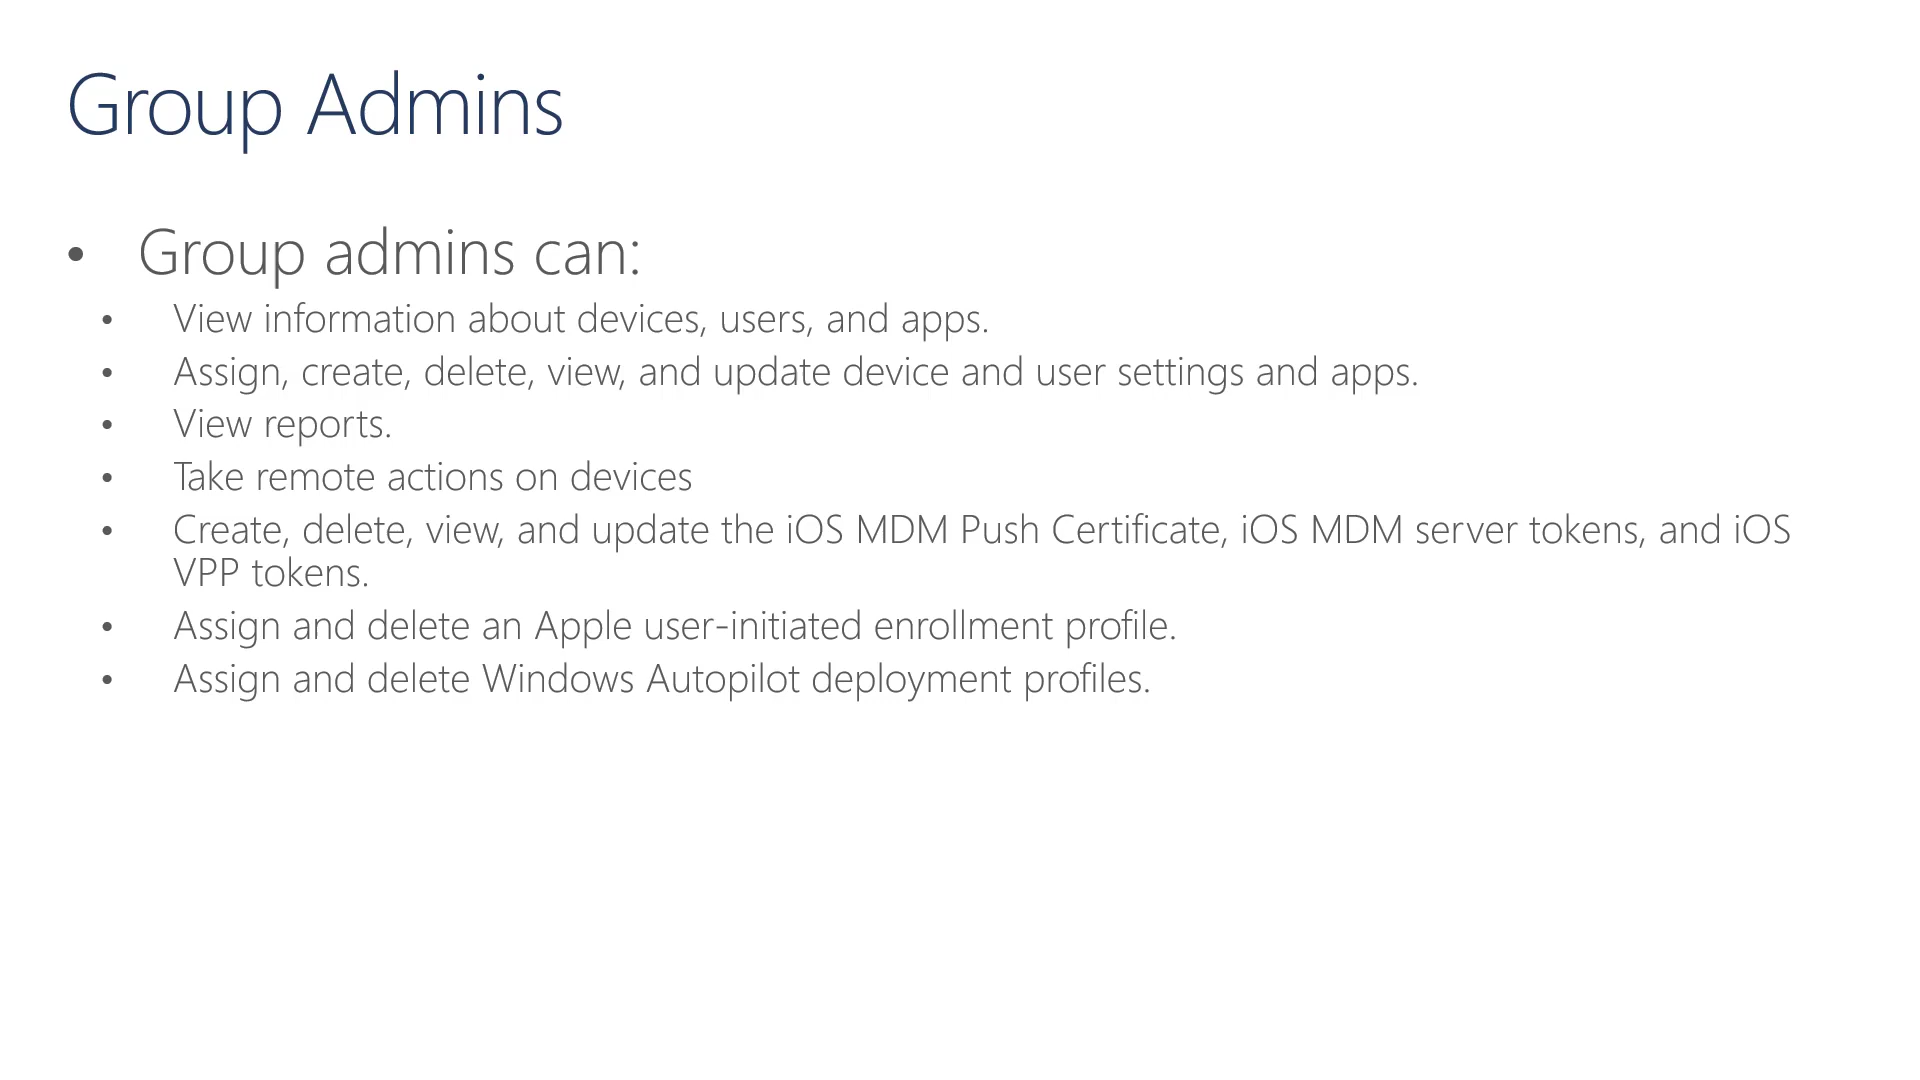 Group Admins
• Group admins can:
• View information about devices, users, and apps.
• Assign, create, delete, view, and update device and user settings and apps.
• View reports.
• Take remote actions on devices
• Create, delete, view, and update the iOS MDM Push Certificate, iOS MDM server tokens, and iOS
VPP tokens.
• Assign and delete an Apple user-initiated enrollment profile.
• Assign and delete Windows Autopilot deployment profiles.